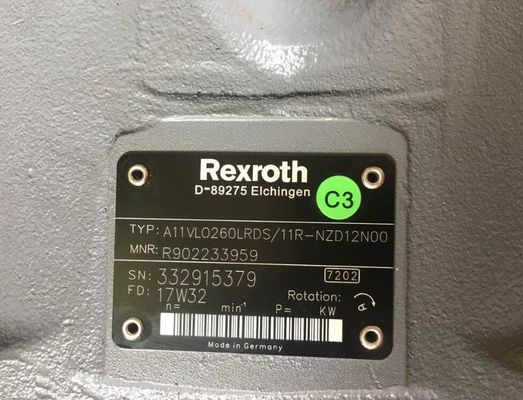 Rexroth
D-89275 Elchingen
C3
TYP: A11VLO260LRDS/11R-NZD12N00
MNR: R902233959
SN: 332915379
7202
FD: 17W32
Rotation:
n= min⁻¹ P= KW
Made in Germany